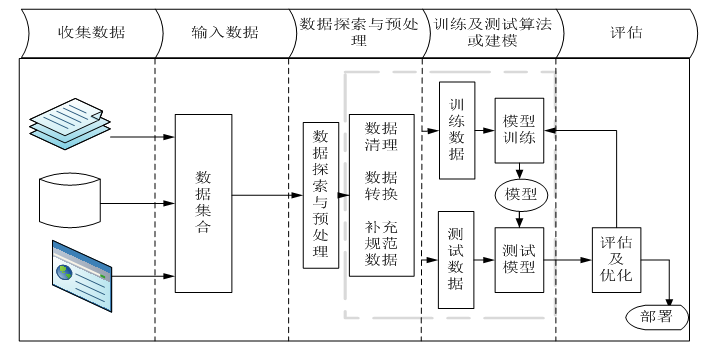 收集数据
输入数据
数据探索与预处
理
训练及测试算法
或建模
评估
数据集合
数据探索与预处理
数据
清理
数据
转换
补充
规范
数据
训练数据
模型
训练
模型
测试数据
测试
模型
评估
及
优化
部署